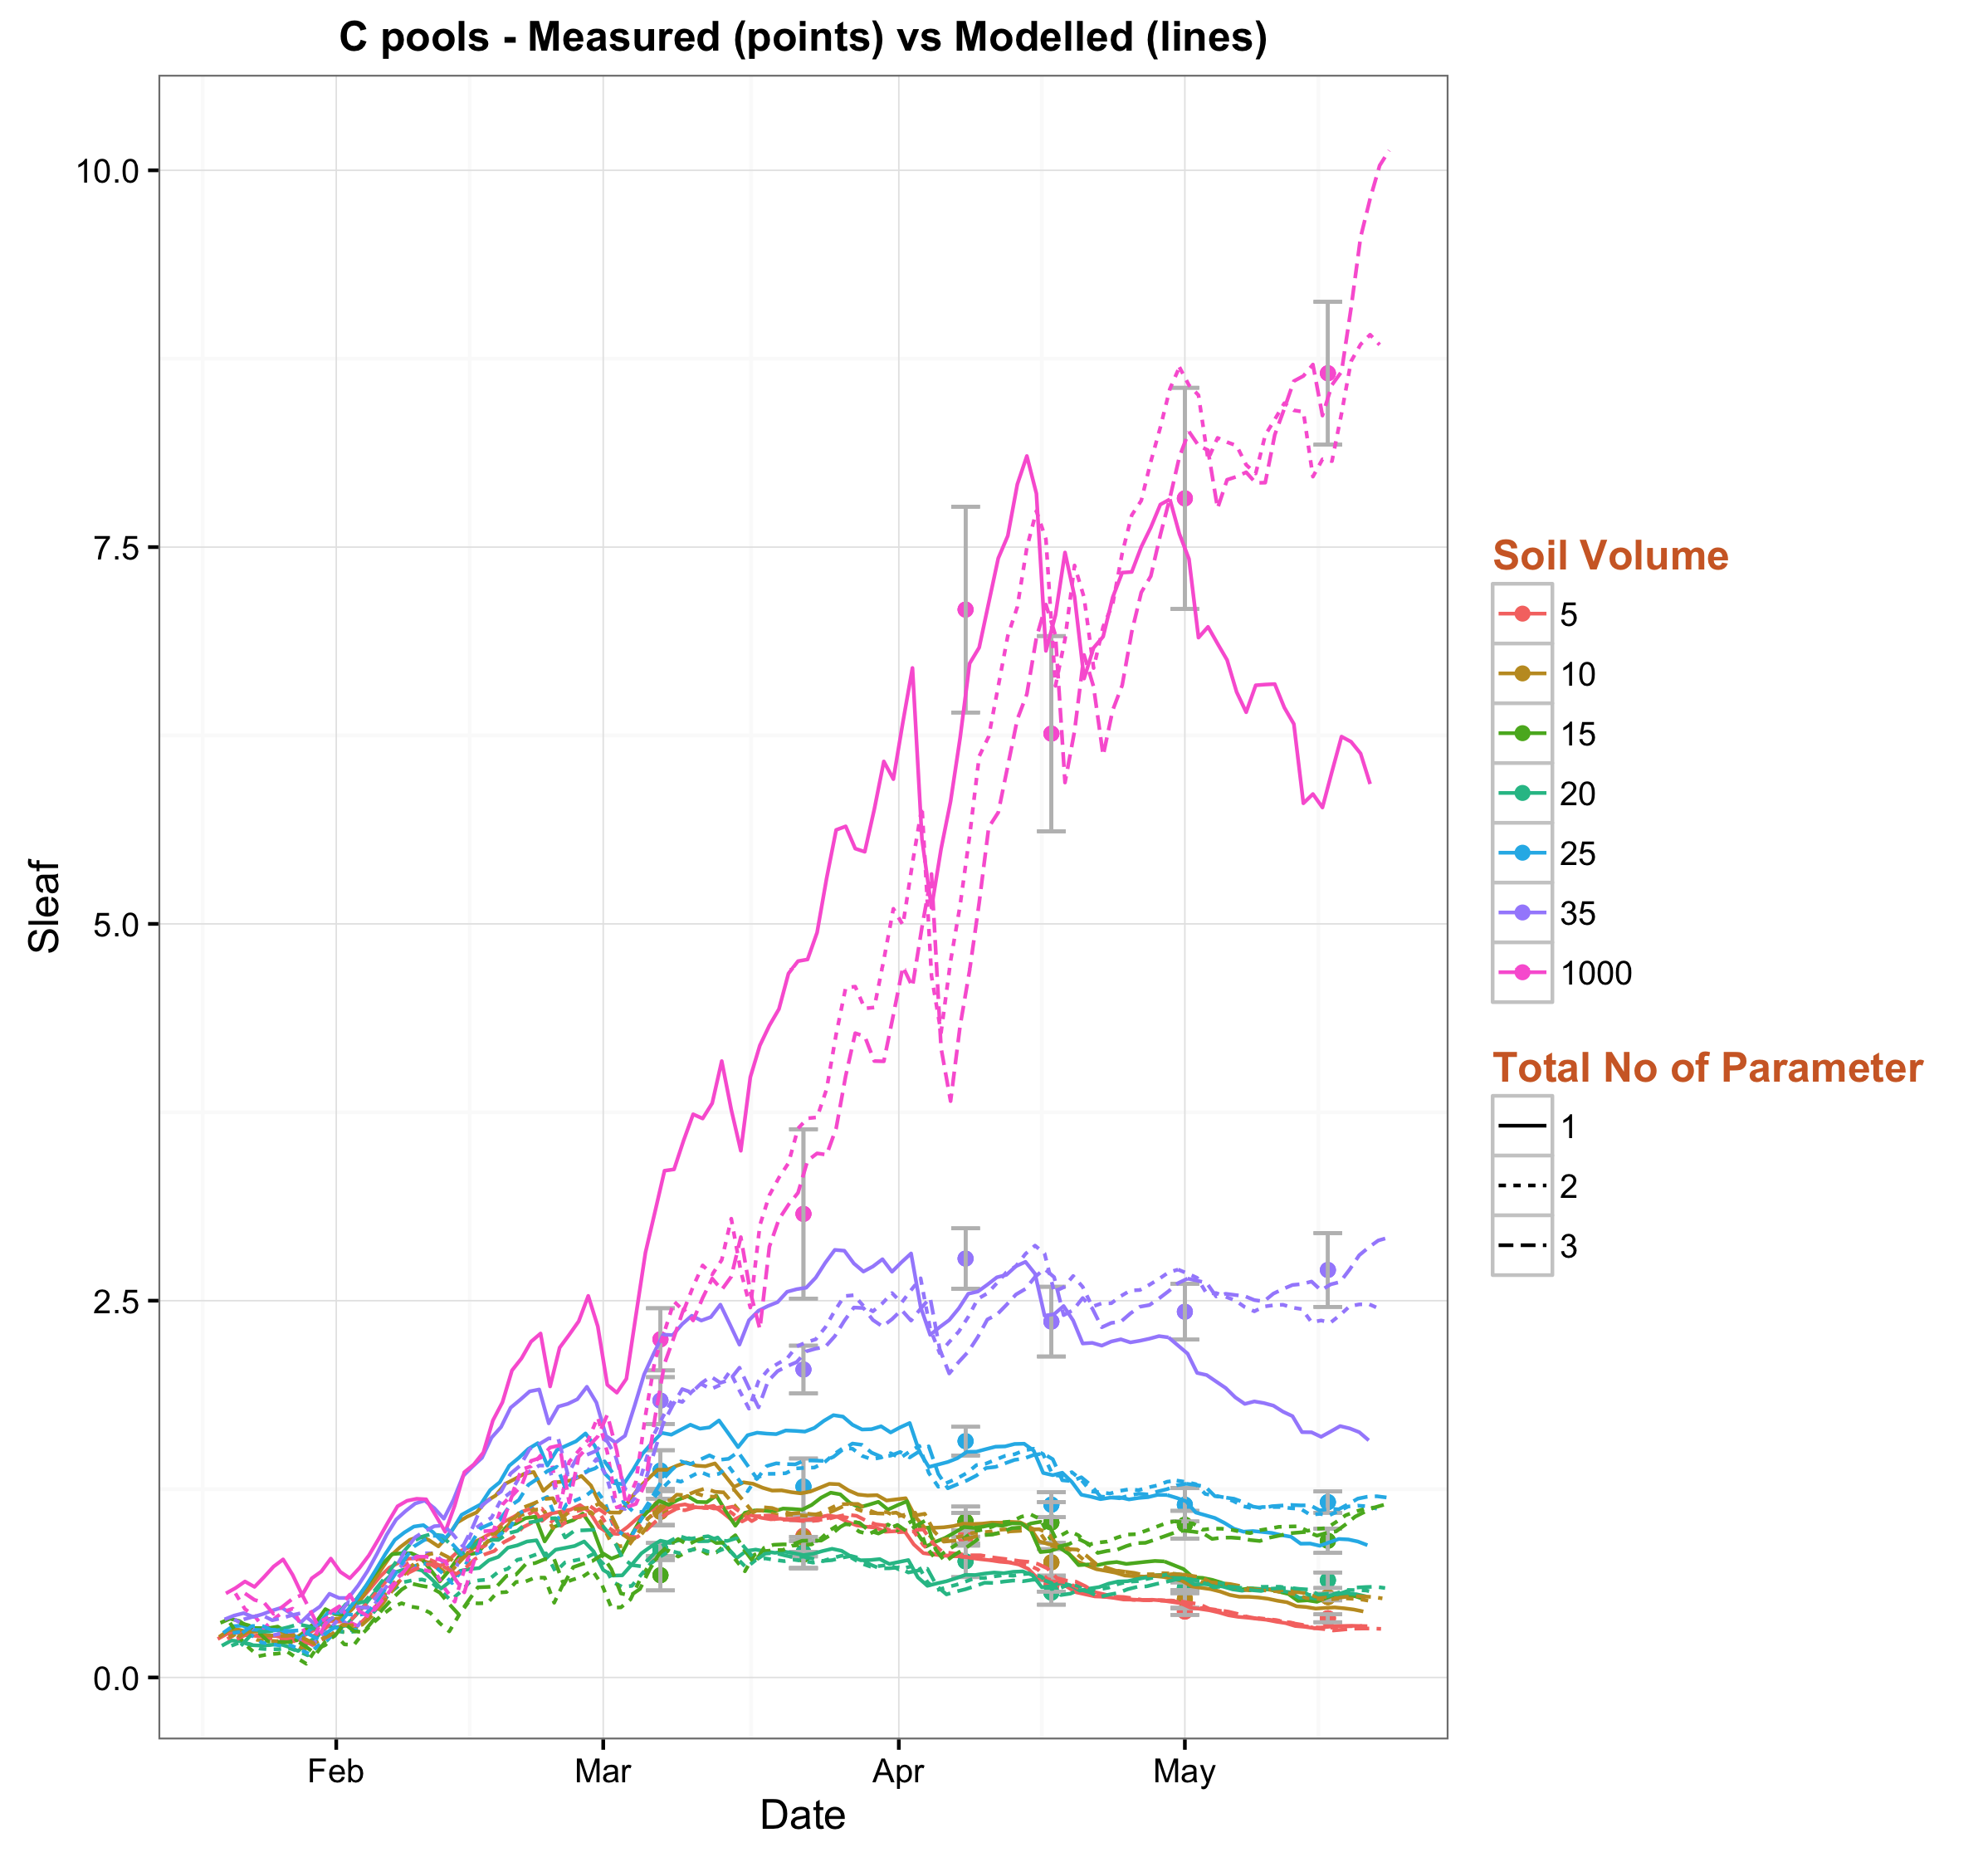 C pools - Measured (points) vs Modelled (lines)
10.0
7.5
5.0
2.5
0.0
Sleaf
Feb Mar Apr May
Date
Soil Volume
5
10
15
20
25
35
1000
Total No of Parameter
1
2
3